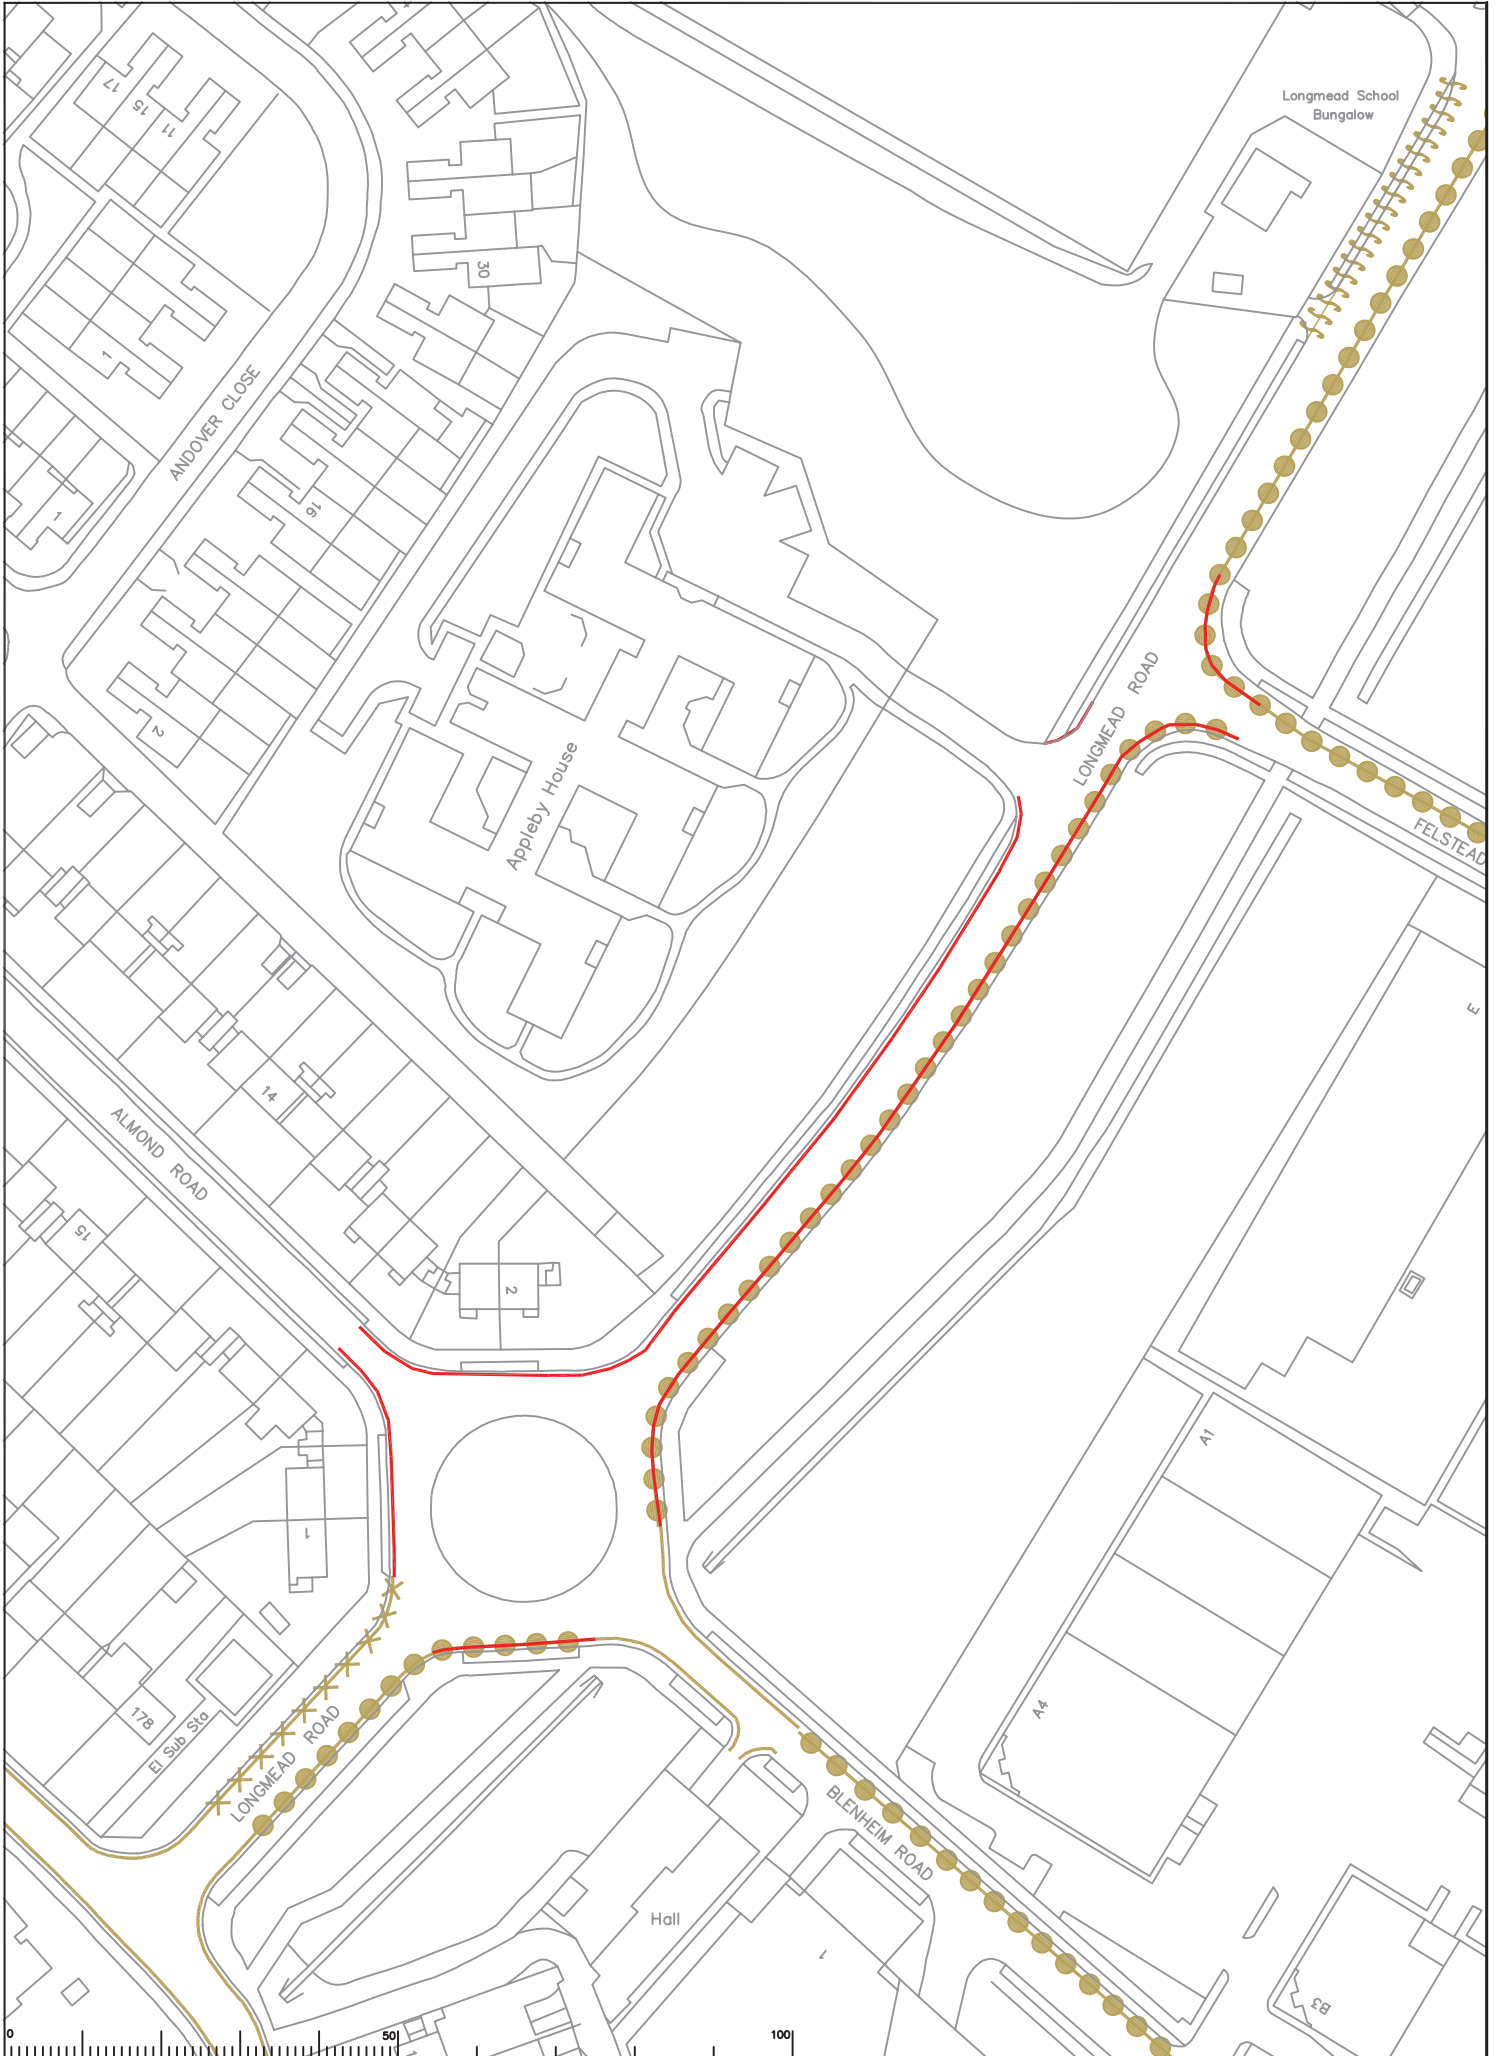 Longmead School
Bungalow
17
15
11
30
1
ANDOVER CLOSE
16
1
2
LONGMEAD ROAD
Appleby House
FELSTEAD
E
14
ALMOND ROAD
15
2
A1
1
A4
178
El Sub Sta
LONGMEAD ROAD
BLENHEIM ROAD
Hall
1
B3
0
50
100